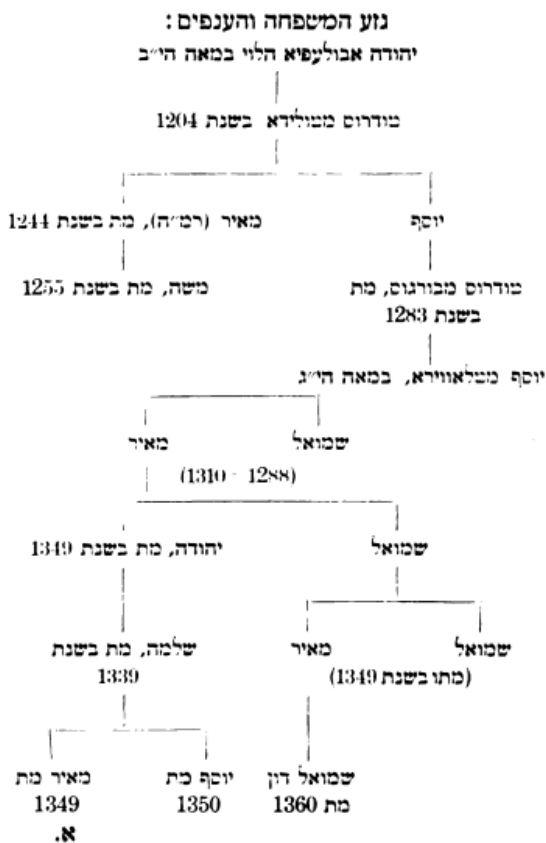 גזע המשפחה והענפים :
יהודה אבולעפיא הלוי במאה הי״ב
טודרוס מטולידא בשנת 1204
יוסף
מאיר (רמ״ה), מת בשנת 1244
טודרוס מבורגוס, מת
בשנת 1283
משה, מת בשנת 1255
יוסף מטלאווירא, במאה הי״ג
שמואל
מאיר
(1288 - 1310)
שמואל
יהודה, מת בשנת 1349
שמואל
מאיר
(מתו בשנת 1349)
שלמה, מת בשנת
1339
שמואל דון
מת 1360
יוסף מת
1350
מאיר מת
1349
א.